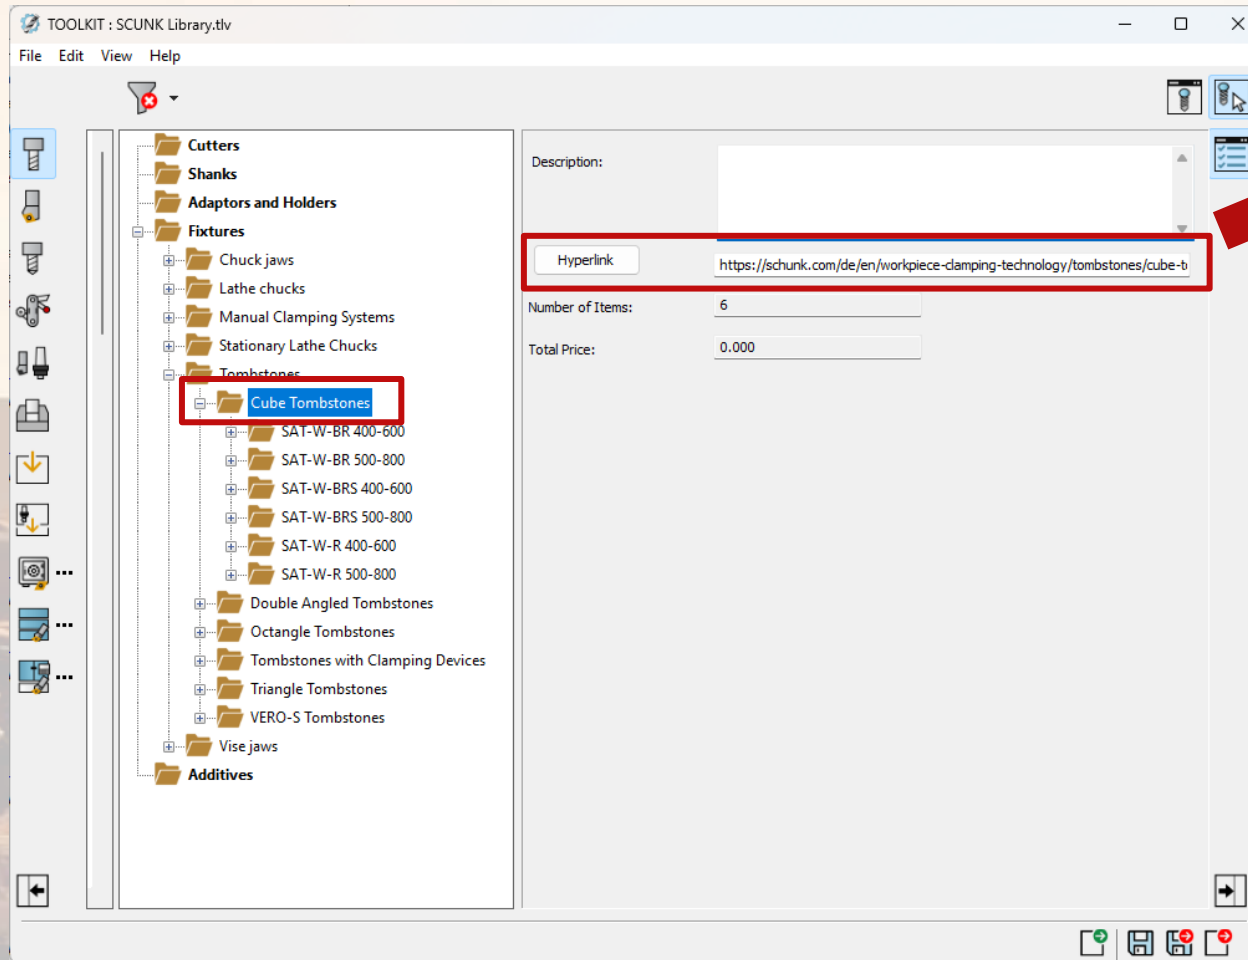 TOOLKIT : SCUNK Library.tlv
File Edit View Help
Cutters
Shanks
Adaptors and Holders
Fixtures
Chuck jaws
Lathe chucks
Manual Clamping Systems
Stationary Lathe Chucks
Tombstones
Cube Tombstones
SAT-W-BR 400-600
SAT-W-BR 500-800
SAT-W-BRS 400-600
SAT-W-BRS 500-800
SAT-W-R 400-600
SAT-W-R 500-800
Double Angled Tombstones
Octangle Tombstones
Tombstones with Clamping Devices
Triangle Tombstones
VERO-S Tombstones
Vise jaws
Additives
Description:
Hyperlink https://schunk.com/de/en/workpiece-clamping-technology/tombstones/cube-t
Number of Items: 6
Total Price: 0.000